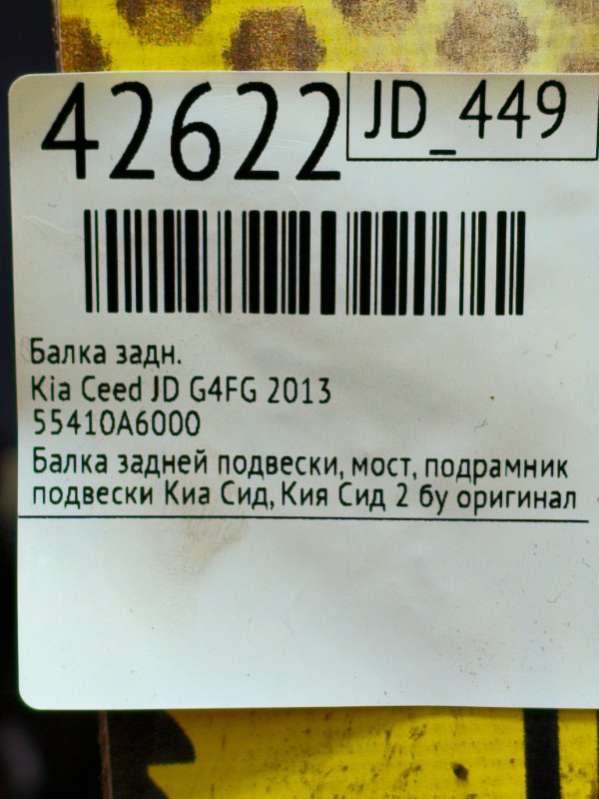 42622
JD_449
Балка задн.
Kia Ceed JD G4FG 2013
55410A6000
Балка задней подвески, мост, подрамник
подвески Киа Сид, Кия Сид 2 бу оригинал